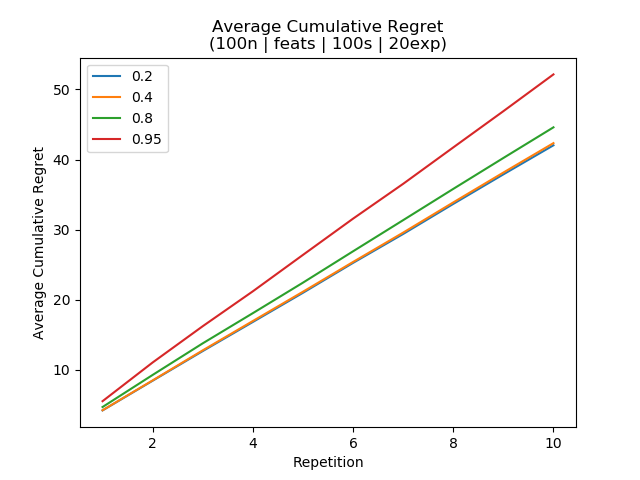 Average Cumulative Regret
(100n | feats | 100s | 20exp)
0.2
0.4
0.8
0.95
50
40
30
20
10
Average Cumulative Regret
2 4 6 8 10
Repetition